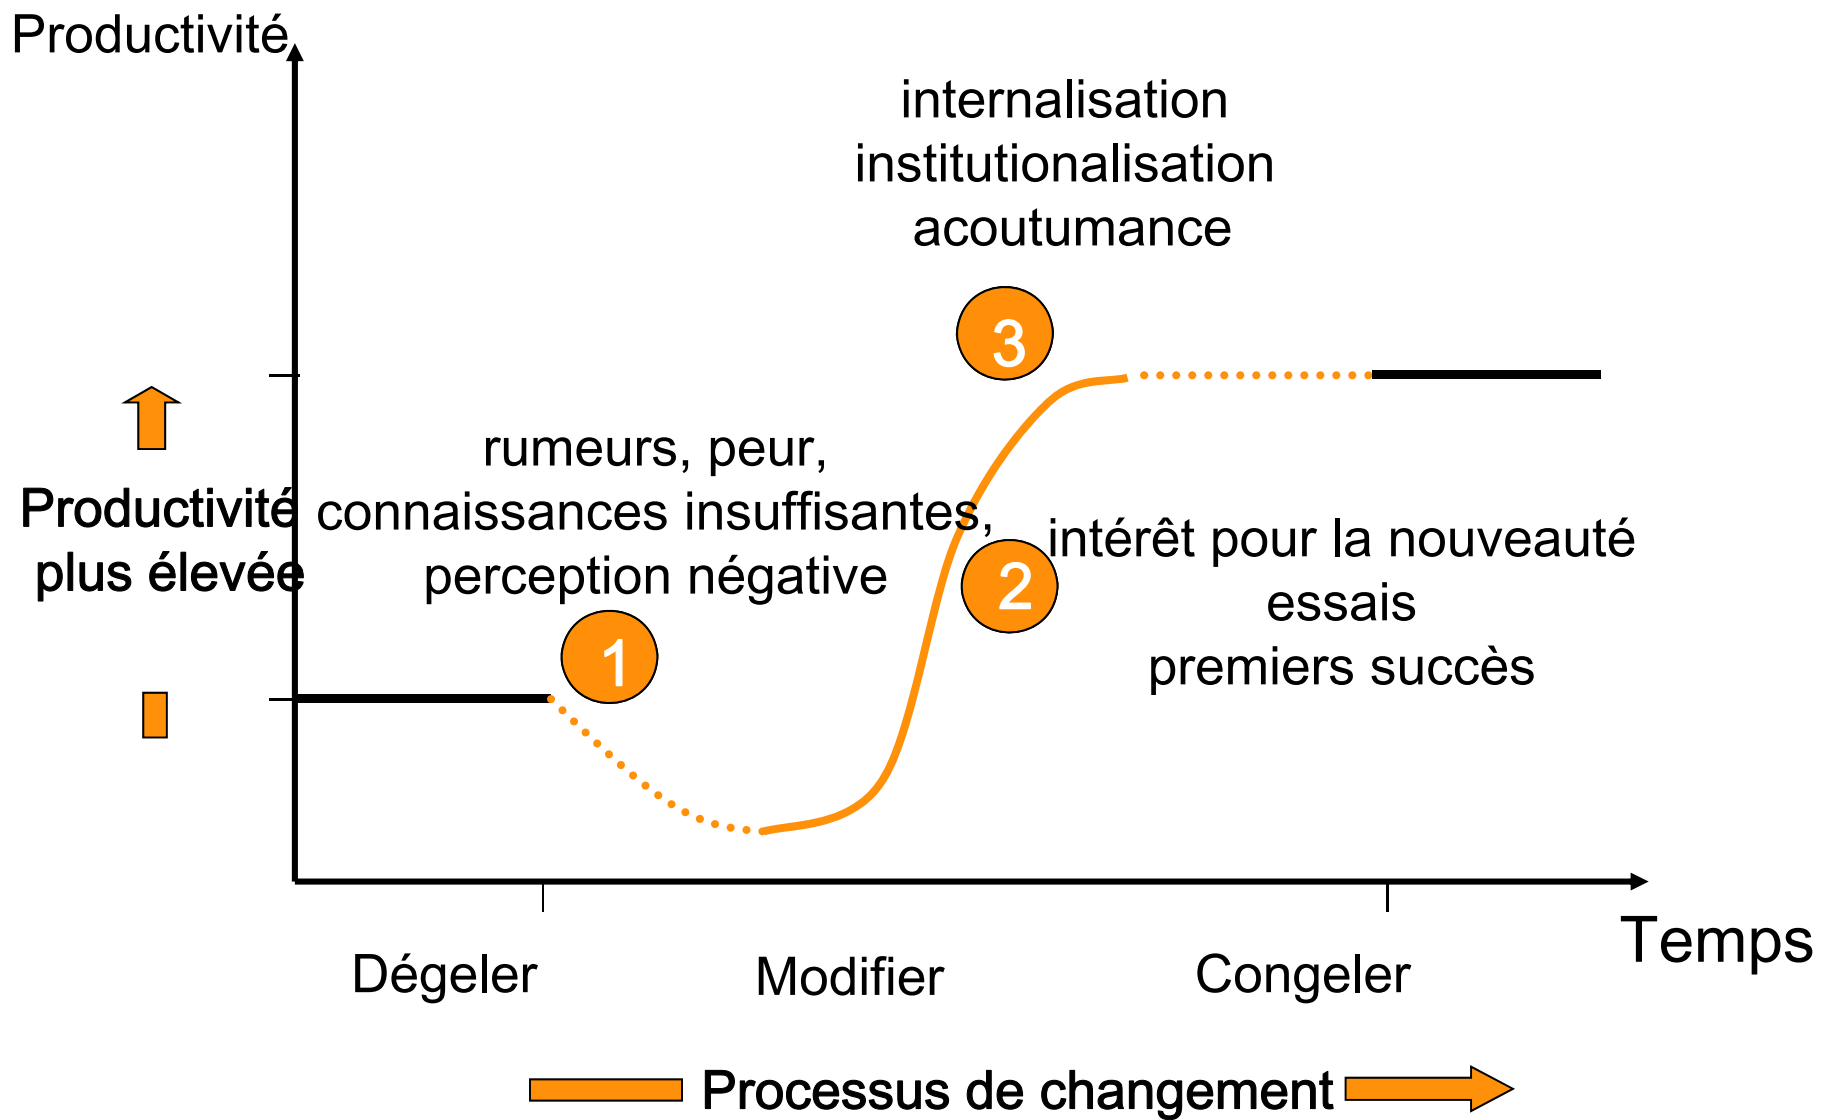 Productivité
internalisation
institutionalisation
acoutumance
3
rumeurs, peur,
connaissances insuffisantes,
perception négative
Productivité
plus élevée
1
2
intérêt pour la nouveauté
essais
premiers succès
Temps
Dégeler
Modifier
Congeler
Processus de changement